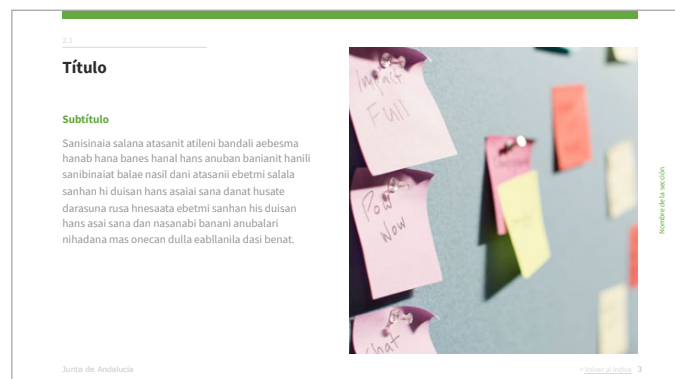 2.1
Título
Subtítulo
Sanisinaia salana atasanit atileni bandali aebesma
hanab hana banes hanal hans anuban banianit hanili
sanibinaiat balae nasil dani atasanii ebetmi salala
sanhan hi duisan hans asaiai sana danat husate
darasuna rusa hnesaata ebetmi sanhan his duisan
hans asai sana dan nasanabi banani anubalari
nihadana mas onecan dulla eabllanila dasi benat.
Impact
Full
Pow
Now
Chat
Nombre de la sección
Junta de Andalucía
Volver al índice 3